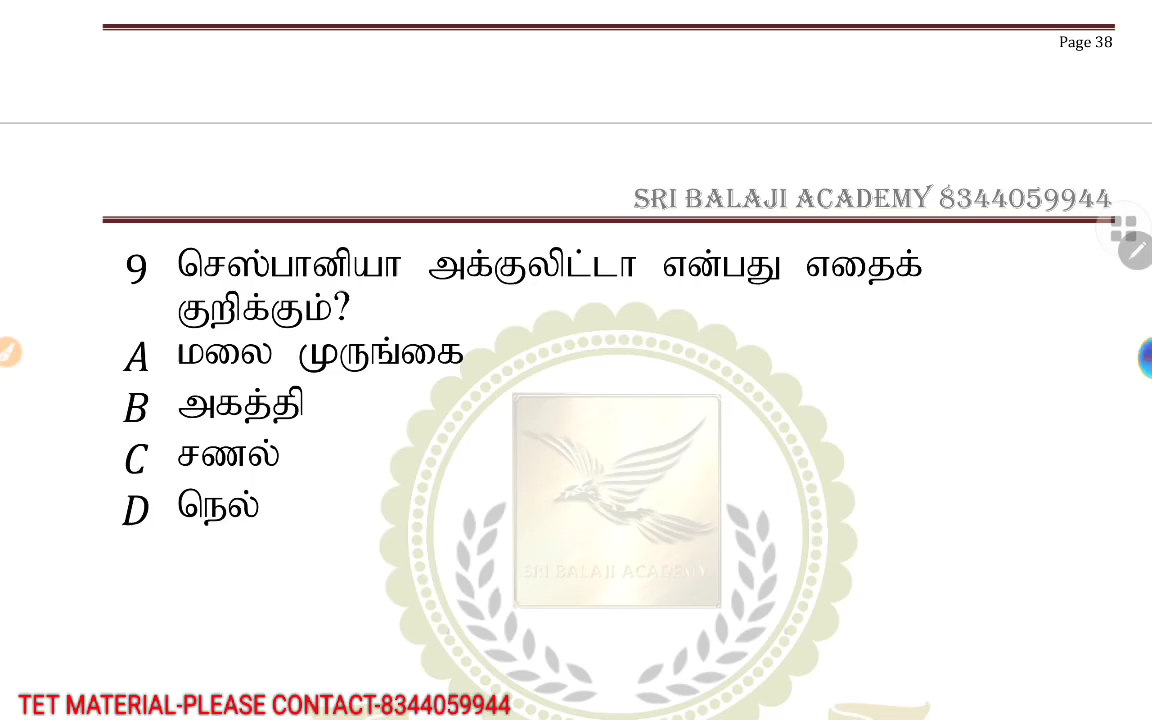 Page 38
SRI BALAJI ACADEMY 8344059944
9 செஸ்பானியா அக்குலிட்டா என்பது எதைக்
குறிக்கும்?
A மலை முருங்கை
B அகத்தி
C சணல்
D நெல்
SRI BALAJI ACADEMY
TET MATERIAL-PLEASE CONTACT-8344059944